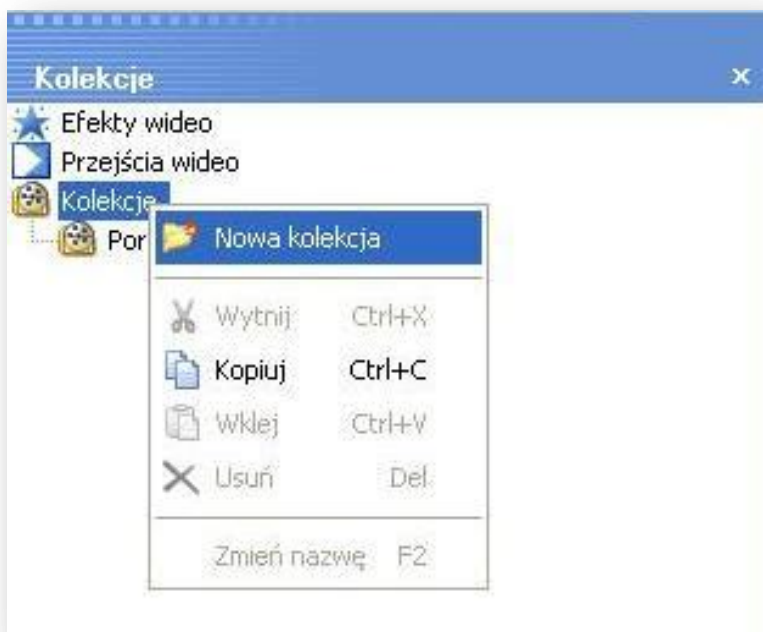 Kolekcje
Efekty wideo
Przejścia wideo
Kolekcje
Por
Nowa kolekcja
Wytnij Ctrl+X
Kopiuj Ctrl+C
Wklej Ctrl+V
Usuń Del
Zmień nazwę F2